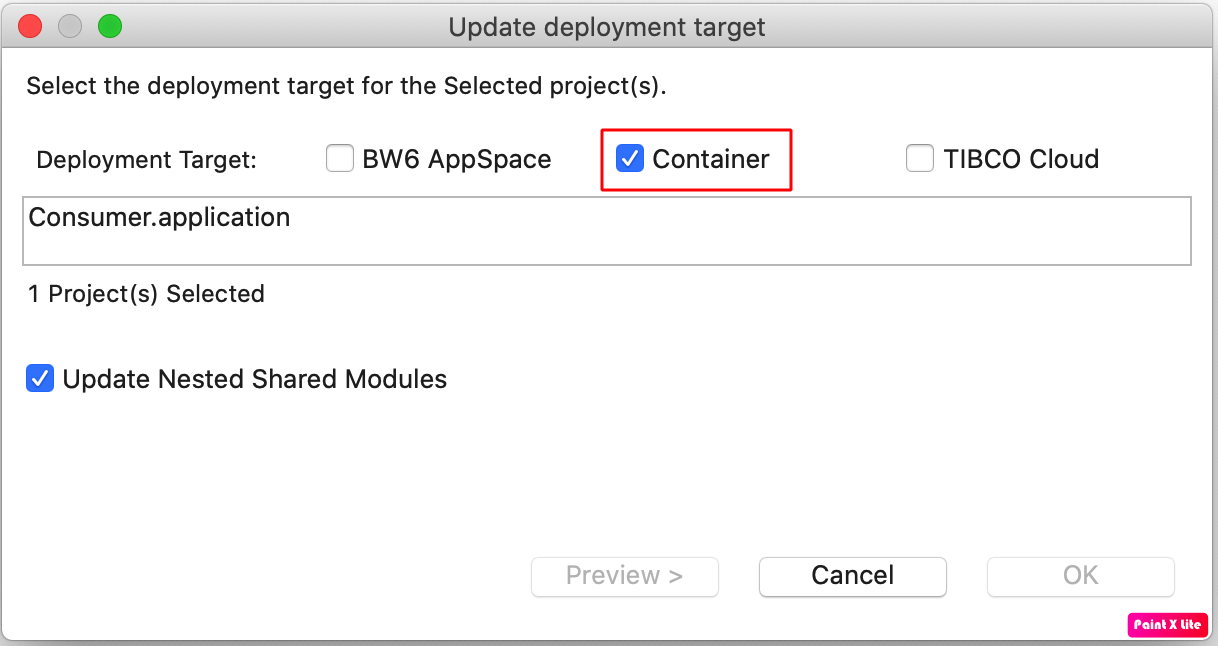 Update deployment target
Select the deployment target for the Selected project(s).
Deployment Target: BW6 AppSpace Container TIBCO Cloud
Consumer.application
1 Project(s) Selected
Update Nested Shared Modules
Preview > Cancel OK
Paint X Lite